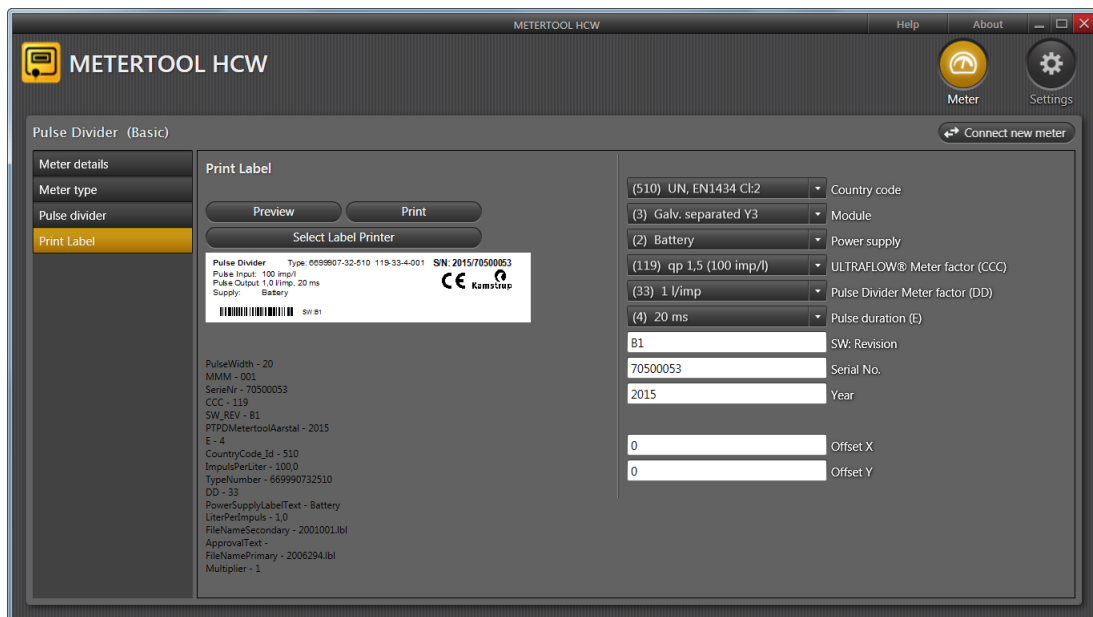 METERTOOL HCW
Help
About
METERTOOL HCW
Meter
Settings
Pulse Divider (Basic)
Connect new meter
Meter details
Meter type
Pulse divider
Print Label
Print Label
Preview
Print
Select Label Printer
Pulse Divider Type: 6699907-32-510 119-33-4-001 S/N: 2015/70500053
Pulse Input: 100 imp/l
Pulse Output 1,0 l/imp, 20 ms
Supply: Battery
CE Kamstrup
SW:B1
PulseWidth - 20
MMM - 001
SerieNr - 70500053
CCC - 119
SW_REV - B1
PTPDMetertoolAarstal - 2015
E - 4
CountryCode_Id - 510
ImpulsPerLiter - 100,0
TypeNumber - 669990732510
DD - 33
PowerSupplyLabelText - Battery
LiterPerImpuls - 1,0
FileNameSecondary - 2001001.lbl
ApprovalText -
FileNamePrimary - 2006294.lbl
Multiplier - 1
(510) UN, EN1434 Cl:2 Country code
(3) Galv. separated Y3 Module
(2) Battery Power supply
(119) qp 1,5 (100 imp/l) ULTRAFLOW® Meter factor (CCC)
(33) 1 l/imp Pulse Divider Meter factor (DD)
(4) 20 ms Pulse duration (E)
B1 SW: Revision
70500053 Serial No.
2015 Year
0 Offset X
0 Offset Y